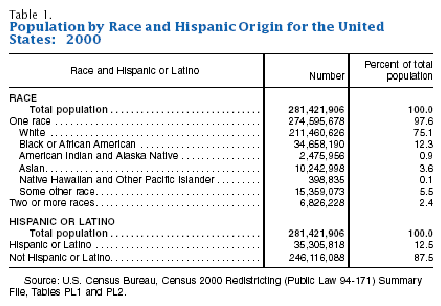 Table 1.
Population by Race and Hispanic Origin for the United
States: 2000
Race and Hispanic or Latino Number Percent of total population
RACE
Total population 281,421,906 100.0
One race 274,595,678 97.6
White 211,460,626 75.1
Black or African American 34,658,190 12.3
American Indian and Alaska Native 2,475,956 0.9
Asian 10,242,998 3.6
Native Hawaiian and Other Pacific Islander 398,835 0.1
Some other race 15,359,073 5.5
Two or more races 6,826,228 2.4
HISPANIC OR LATINO
Total population 281,421,906 100.0
Hispanic or Latino 35,305,818 12.5
Not Hispanic or Latino 246,116,088 87.5
Source: U.S. Census Bureau, Census 2000 Redistricting (Public Law 94-171) Summary
File, Tables PL1 and PL2.